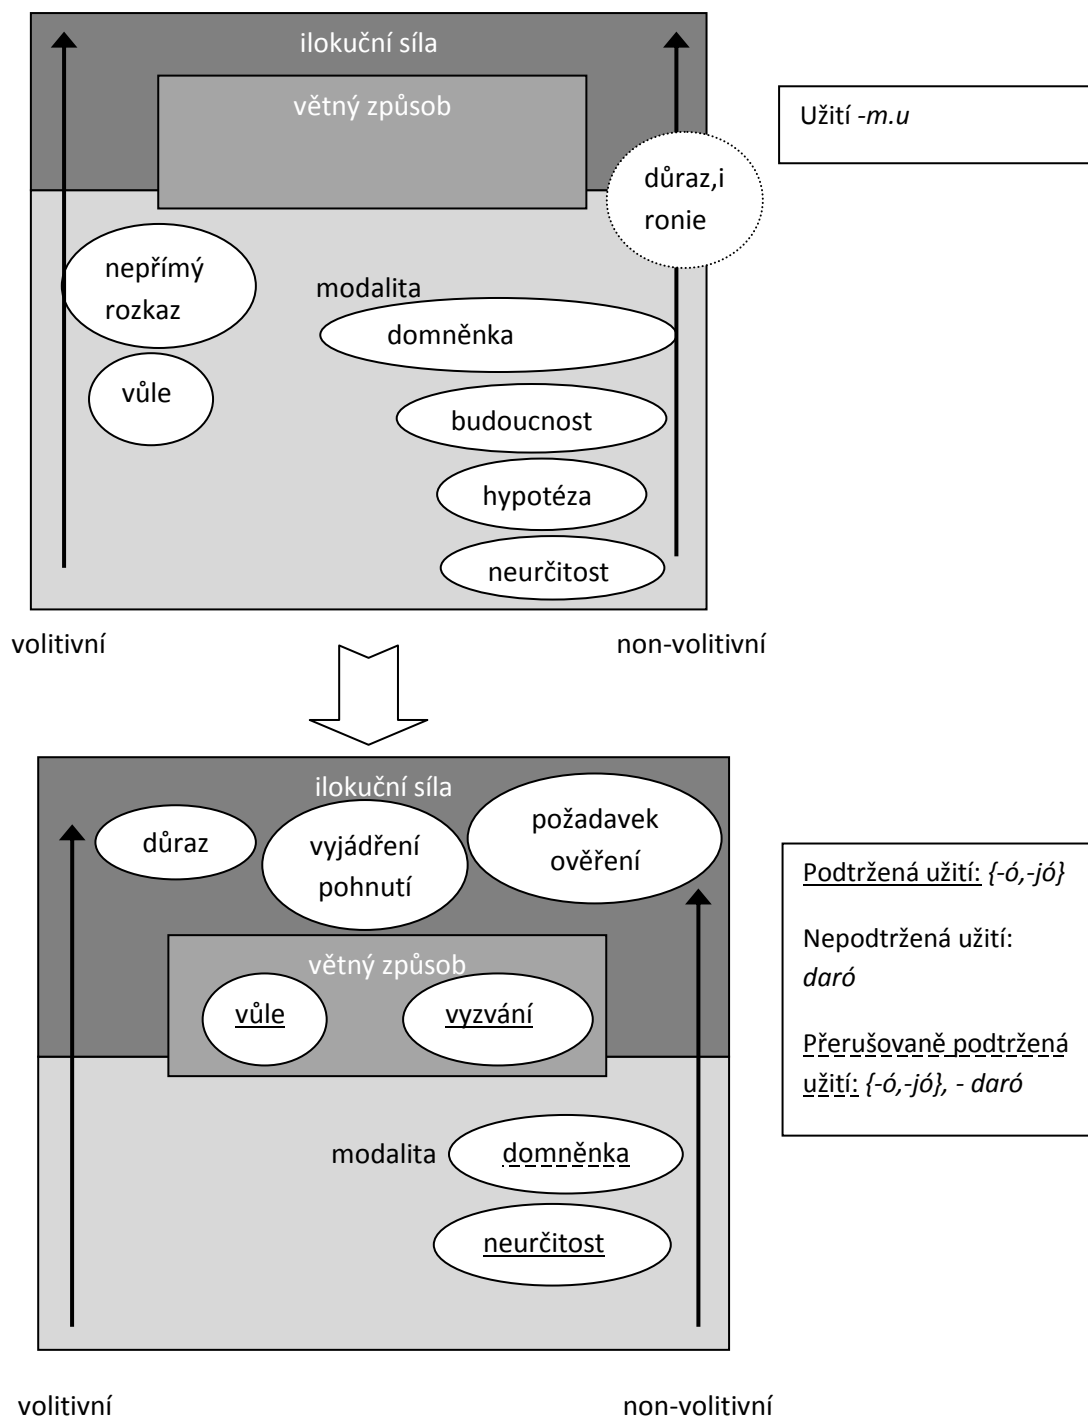 ilokuční síla
větný způsob
Užití -m.u
důraz,i
ronie
nepřímý
rozkaz
modalita
domněnka
vůle
budoucnost
hypotéza
neurčitost
volitivní
non-volitivní
ilokuční síla
důraz
vyjádření
pohnutí
požadavek
ověření
Podtržená užití: {-ó,-jó}
Nepodtržená užití:
daró
Přerušovaně podtržená
užití: {-ó,-jó}, - daró
větný způsob
vůle
vyzvání
modalita
domněnka
neurčitost
volitivní
non-volitivní